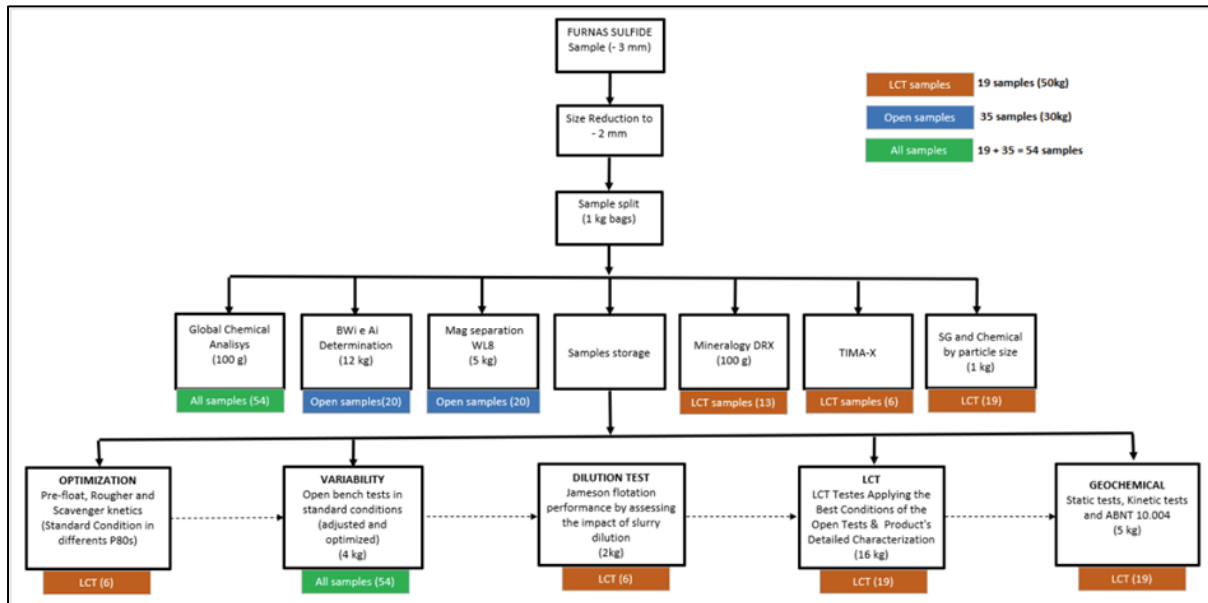 FURNAS SULFIDE
Sample (- 3 mm)
LCT samples
19 samples (50kg)
Open samples
35 samples (30kg)
All samples
19 + 35 = 54 samples
Size Reduction to
- 2 mm
Sample split
(1 kg bags)
Global Chemical
Analisys
(100 g)
All samples (54)
BWi e Ai
Determination
(12 kg)
Open samples(20)
Mag separation
WL8
(5 kg)
Open samples (20)
Samples storage
Mineralogy DRX
(100 g)
LCT samples (13)
TIMA-X
LCT samples (6)
SG and Chemical
by particle size
(1 kg)
LCT (19)
OPTIMIZATION
Pre-float, Rougher and
Scavenger knetics
(Standard Condition in
differents P80s)
LCT (6)
VARIABILITY
Open bench tests in
standard conditions
(adjusted and
optimized)
(4 kg)
All samples (54)
DILUTION TEST
Jameson flotation
performance by assessing
the impact of slurry
dilution
(2kg)
LCT (6)
LCT
LCT Testes Applying the
Best Conditions of the
Open Tests & Product's
Detailed Characterization
(16 kg)
LCT (19)
GEOCHEMICAL
Static tests, Kinetic tests
and ABNT 10.004
(5 kg)
LCT (19)